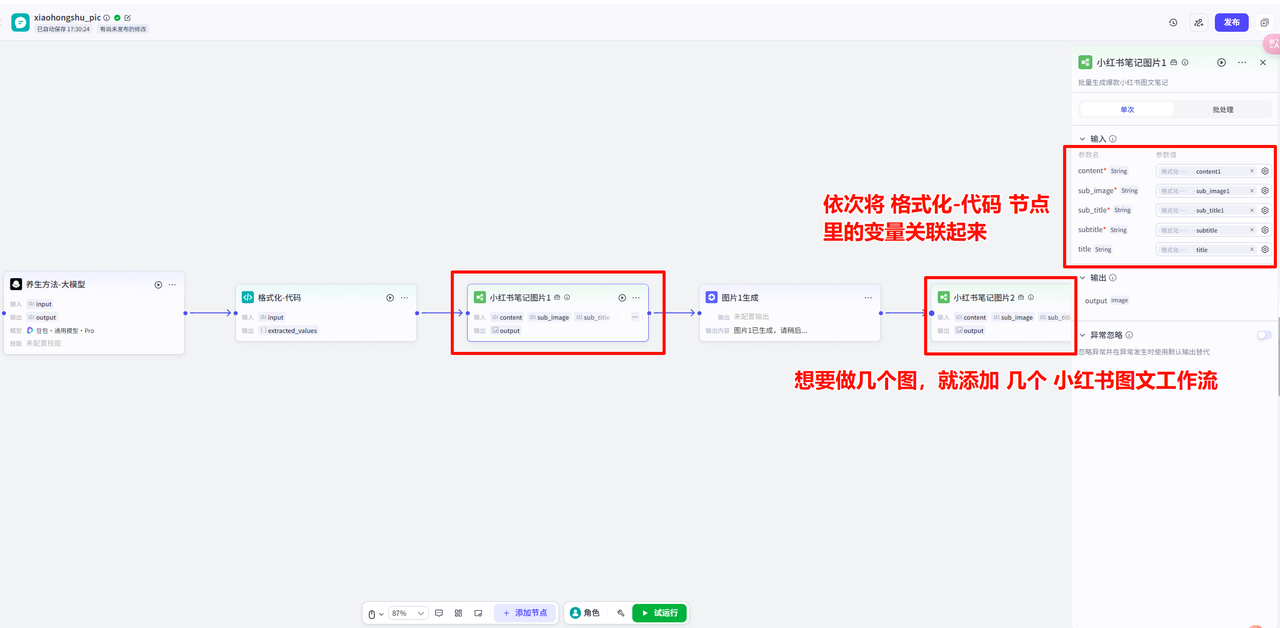 xiaohongshu_pic
已自动保存 17:30:24 有尚未发布的修改
发布
小红书笔记图片1
批量生成爆款小红书图文笔记
单次 批处理
输入
参数名 参数值
content* String 格式化-… content1
sub_image* String 格式化-… sub_image1
sub_title* String 格式化-… sub_title1
subtitle* String 格式化-… subtitle
title String 格式化-… title
输出
output Image
异常忽略
忽略异常并在异常发生时使用默认输出替代
依次将 格式化-代码 节点
里的变量关联起来
养生方法-大模型
输入 str. input
输出 str. output
模型 豆包·通用模型·Pro
技能 未配置技能
格式化-代码
输入 str. input
输出 [ ] extracted_values
小红书笔记图片1
输入 str. content str. sub_image str. sub_title
输出 output
图片1生成
输入 未配置输出
输出内容 图片1已生成，请稍后...
小红书笔记图片2
输入 str. content str. sub_image str. sub_titl
输出 output
想要做几个图，就添加 几个 小红书图文工作流
87%
添加节点
角色
试运行